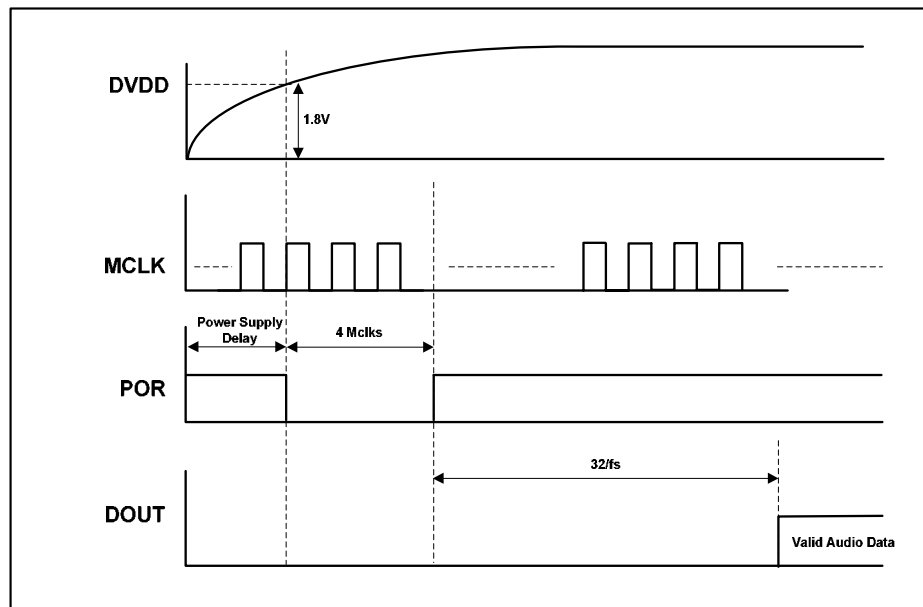 DVDD
1.8V
MCLK
Power Supply
Delay
4 Mclks
POR
32/fs
DOUT
Valid Audio Data